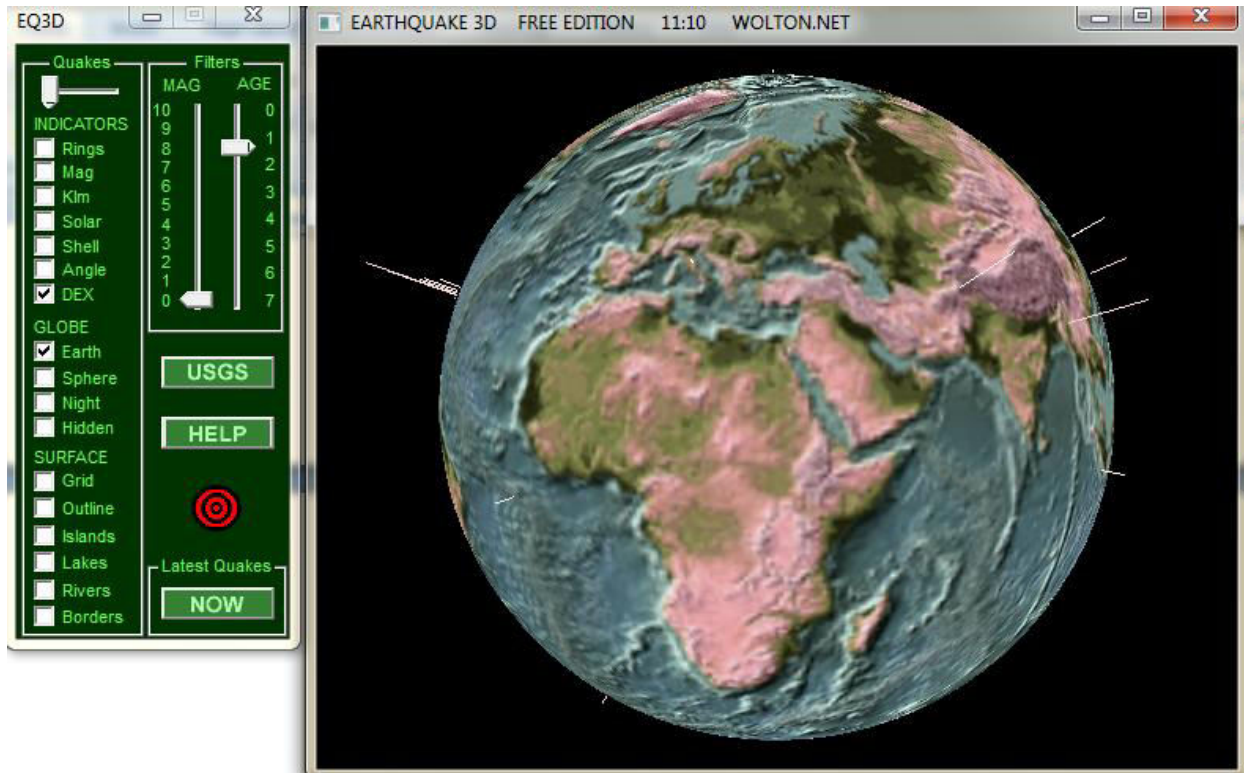 EQ3D
EARTHQUAKE 3D FREE EDITION 11:10 WOLTON.NET
Quakes
INDICATORS
Rings
Mag
Klm
Solar
Shell
Angle
DEX
GLOBE
Earth
Sphere
Night
Hidden
SURFACE
Grid
Outline
Islands
Lakes
Rivers
Borders
Filters
MAG AGE
10 0
9
8 1
7 2
6 3
5
4 4
3 5
2
1 6
0 7
USGS
HELP
Latest Quakes
NOW